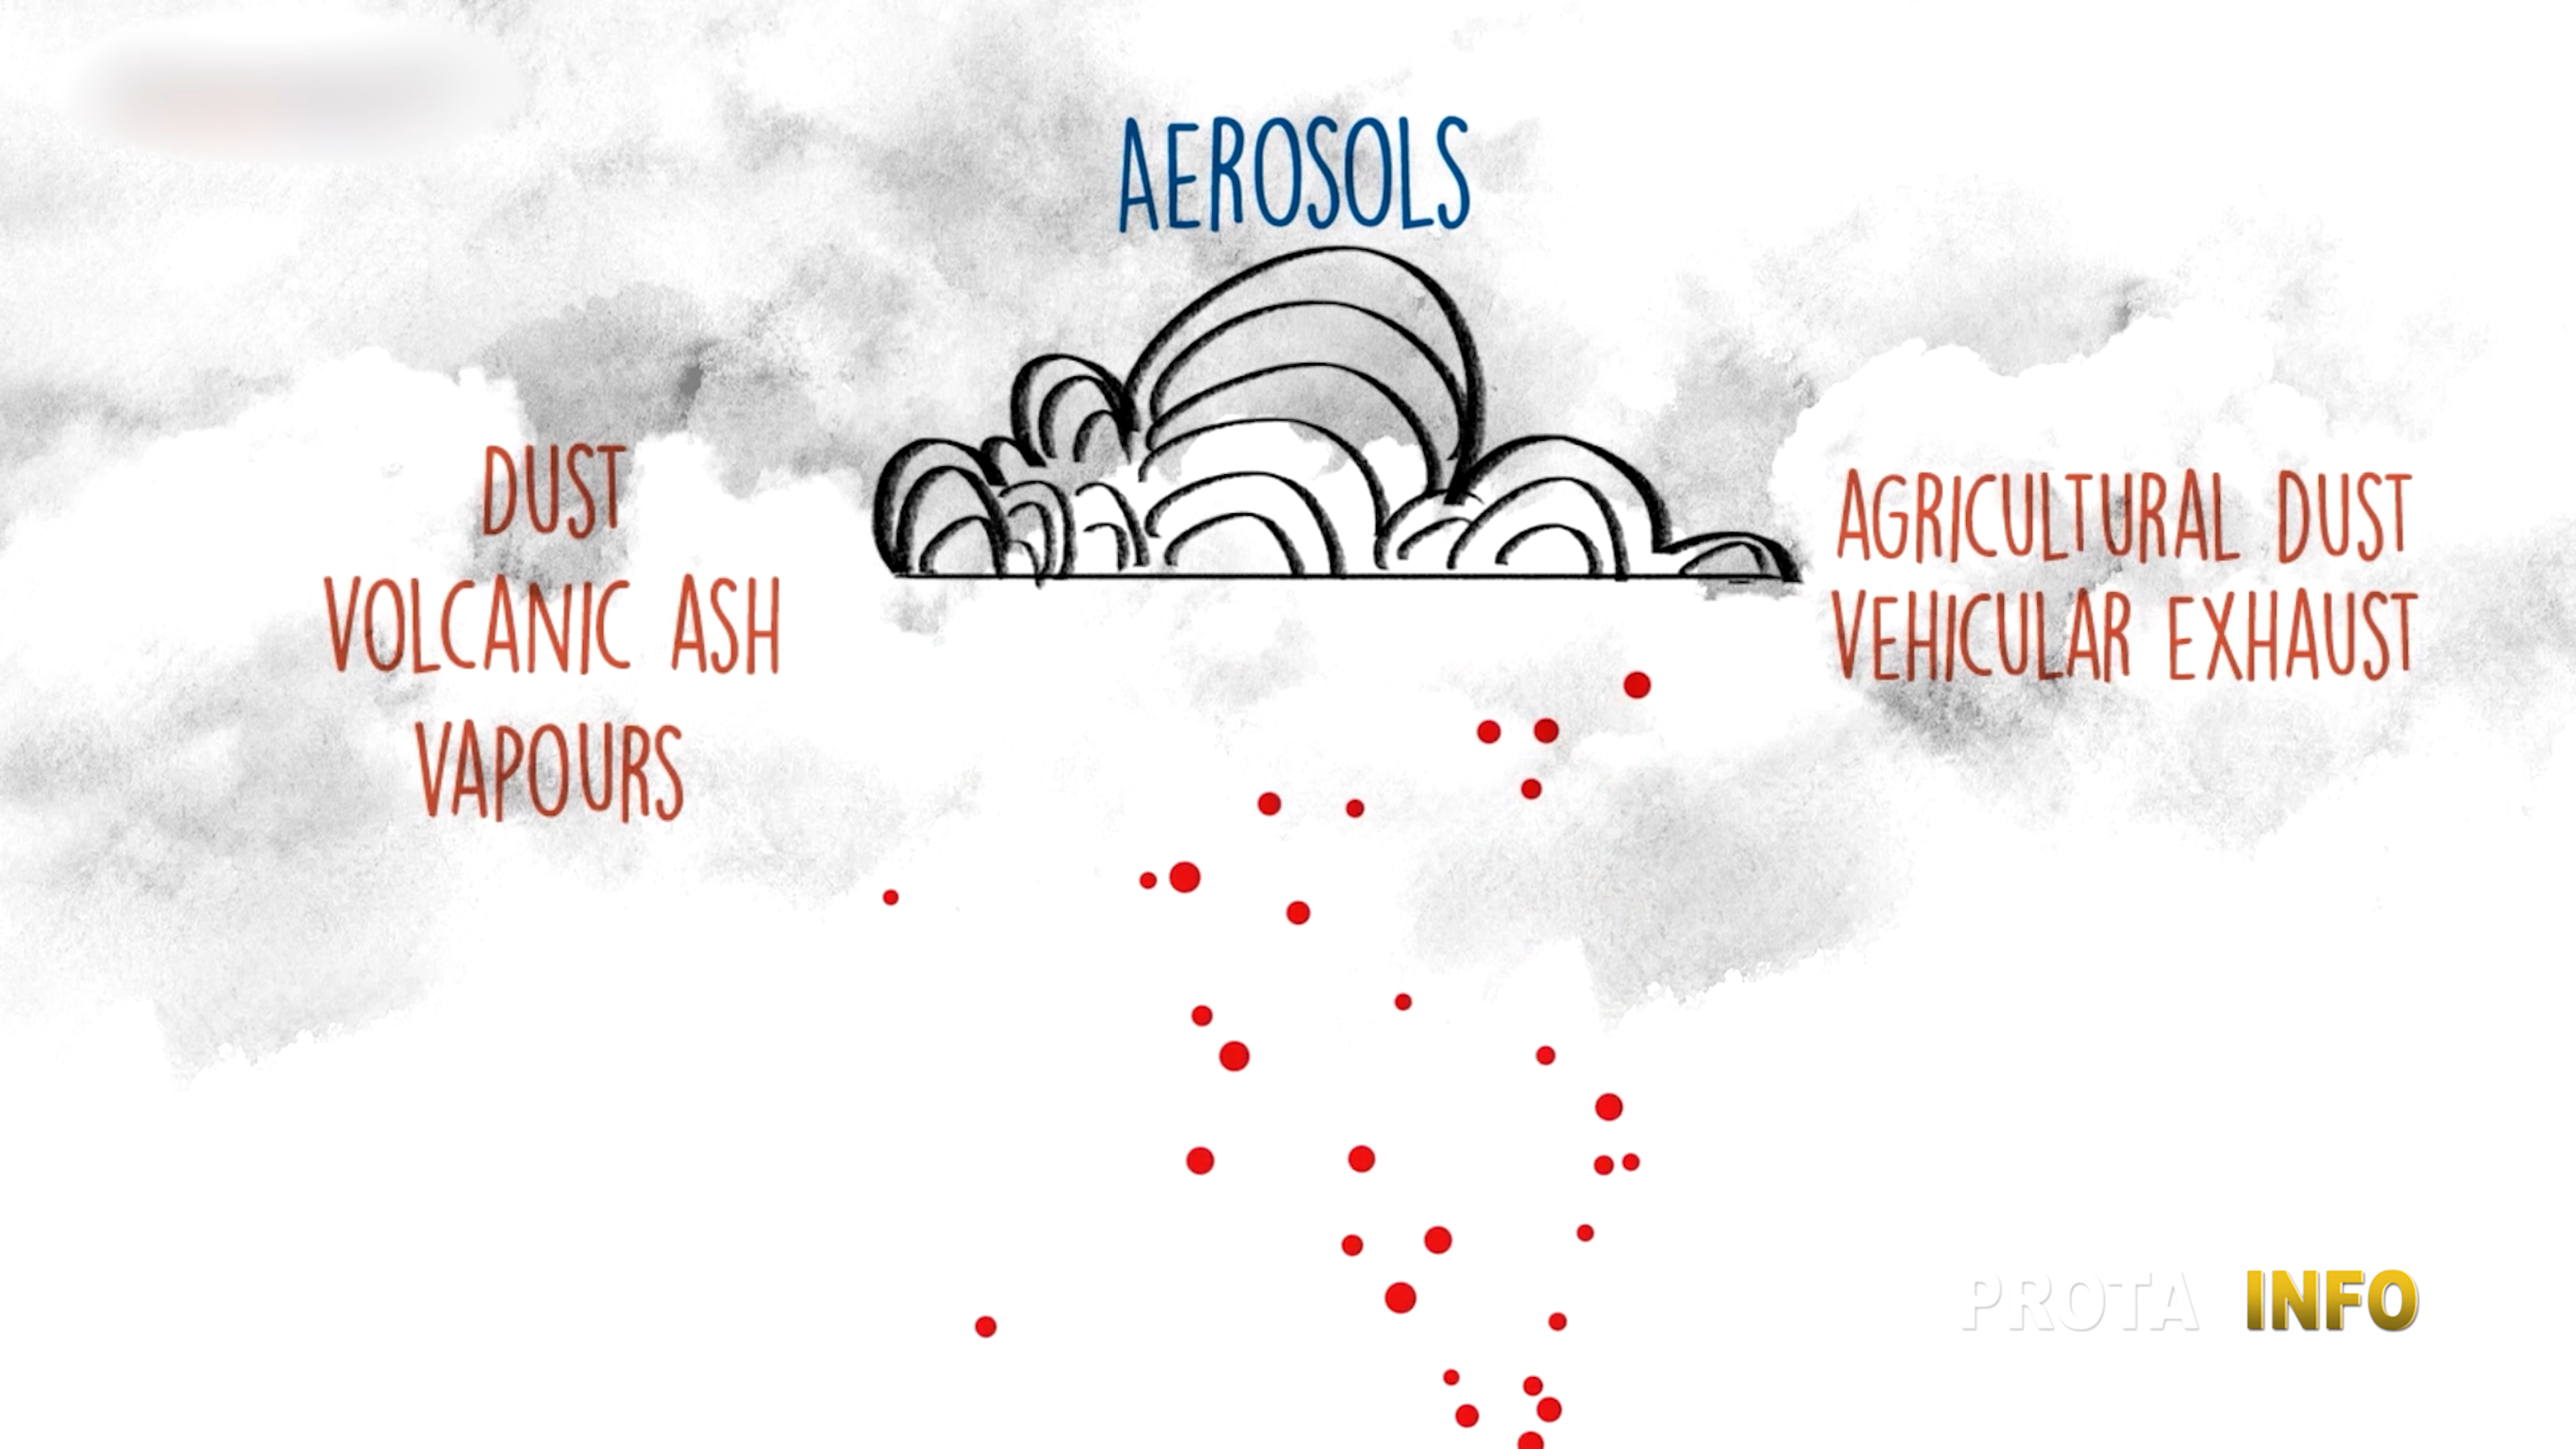 AEROSOLS
DUST
VOLCANIC ASH
VAPOURS
AGRICULTURAL DUST
VEHICULAR EXHAUST
PROTA INFO